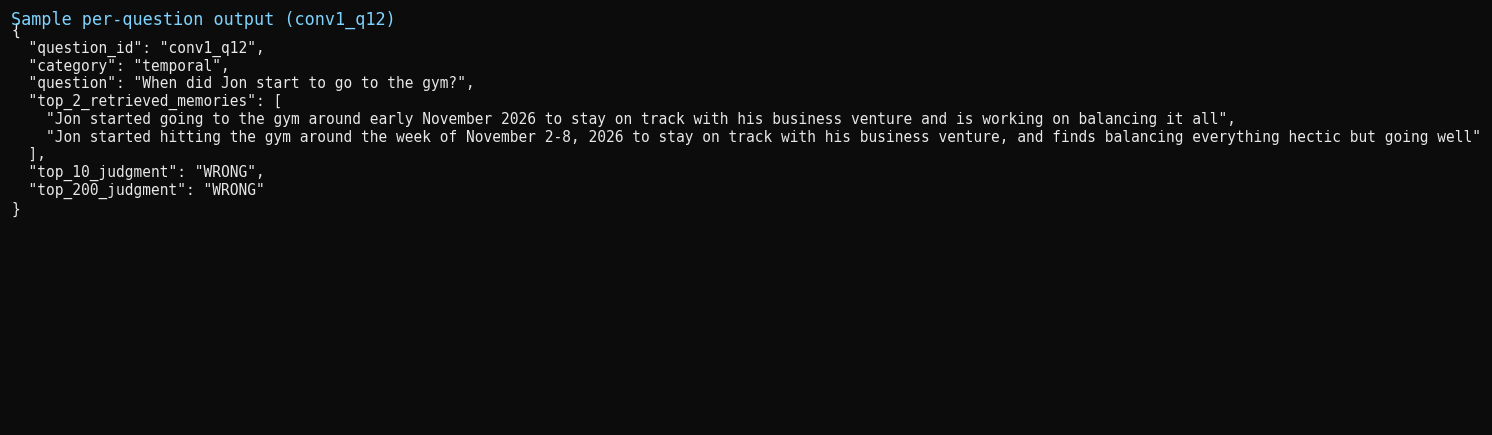 Sample per-question output (conv1_q12)
{
  "question_id": "conv1_q12",
  "category": "temporal",
  "question": "When did Jon start to go to the gym?",
  "top_2_retrieved_memories": [
    "Jon started going to the gym around early November 2026 to stay on track with his business venture and is working on balancing it all",
    "Jon started hitting the gym around the week of November 2-8, 2026 to stay on track with his business venture, and finds balancing everything hectic but going well"
  ],
  "top_10_judgment": "WRONG",
  "top_200_judgment": "WRONG"
}